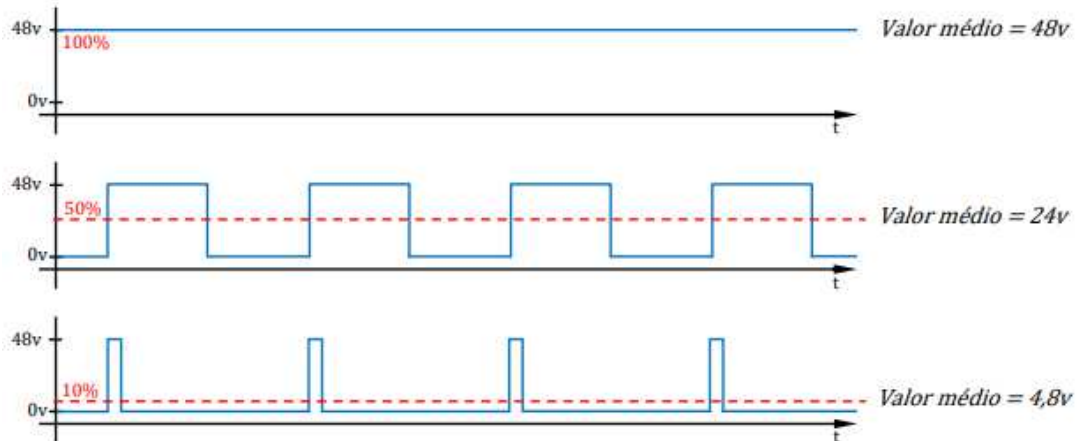 48v
100%
Valor médio = 48v
0v
t
48v
50%
Valor médio = 24v
0v
t
48v
10%
Valor médio = 4,8v
0v
t